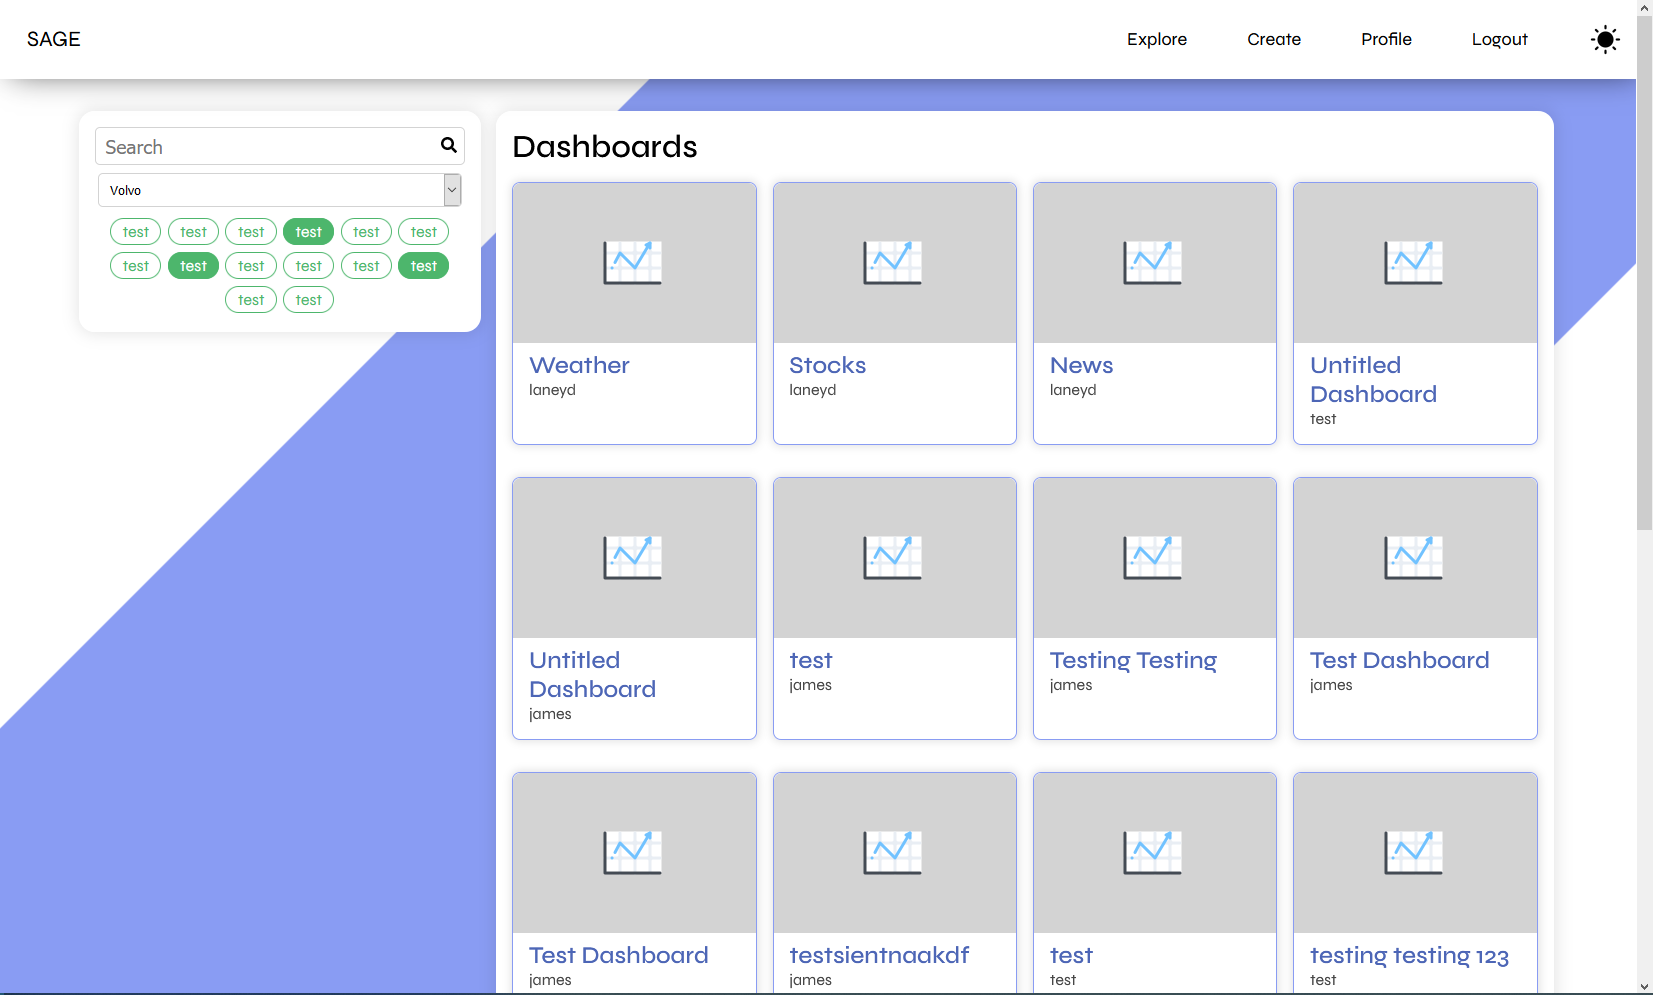 SAGE
Explore Create Profile Logout
Search
Volvo
test test test test test test
test test test test test test
test test
Dashboards
Weather
laneyd
Stocks
laneyd
News
laneyd
Untitled
Dashboard
test
Untitled
Dashboard
james
test
james
Testing Testing
james
Test Dashboard
james
Test Dashboard
james
testsientnaakdf
james
test
test
testing testing 123
test